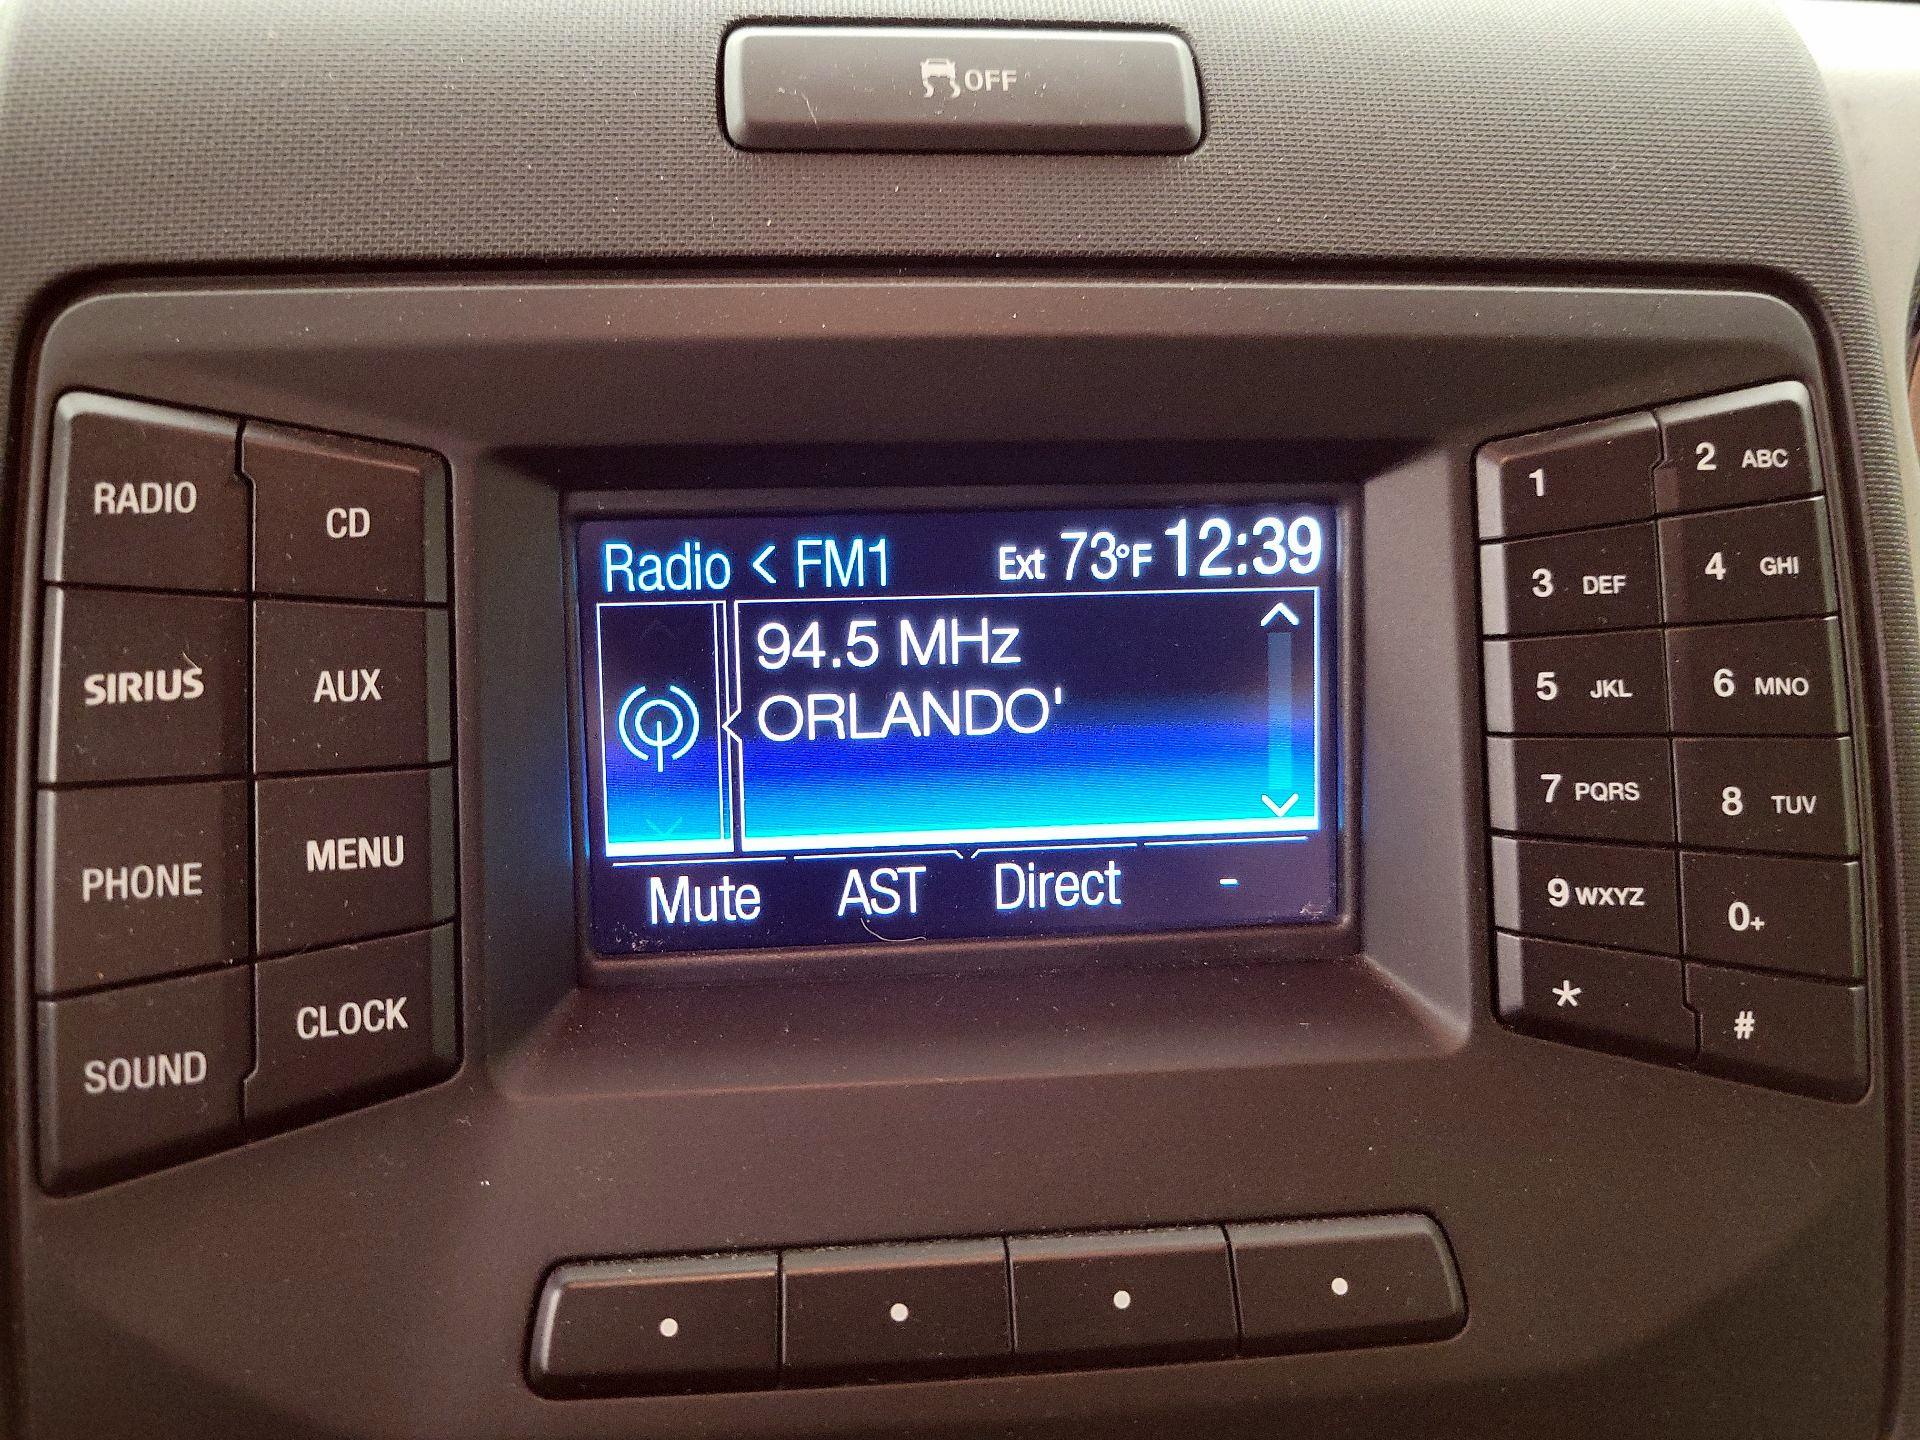 OFF
RADIO
CD
SIRIUS
AUX
PHONE
MENU
SOUND
CLOCK
Radio < FM1 Ext 73°F 12:39
94.5 MHz
ORLANDO'
Mute AST Direct -
1
2 ABC
3 DEF
4 GHI
5 JKL
6 MNO
7 PQRS
8 TUV
9 WXYZ
0+
*
#